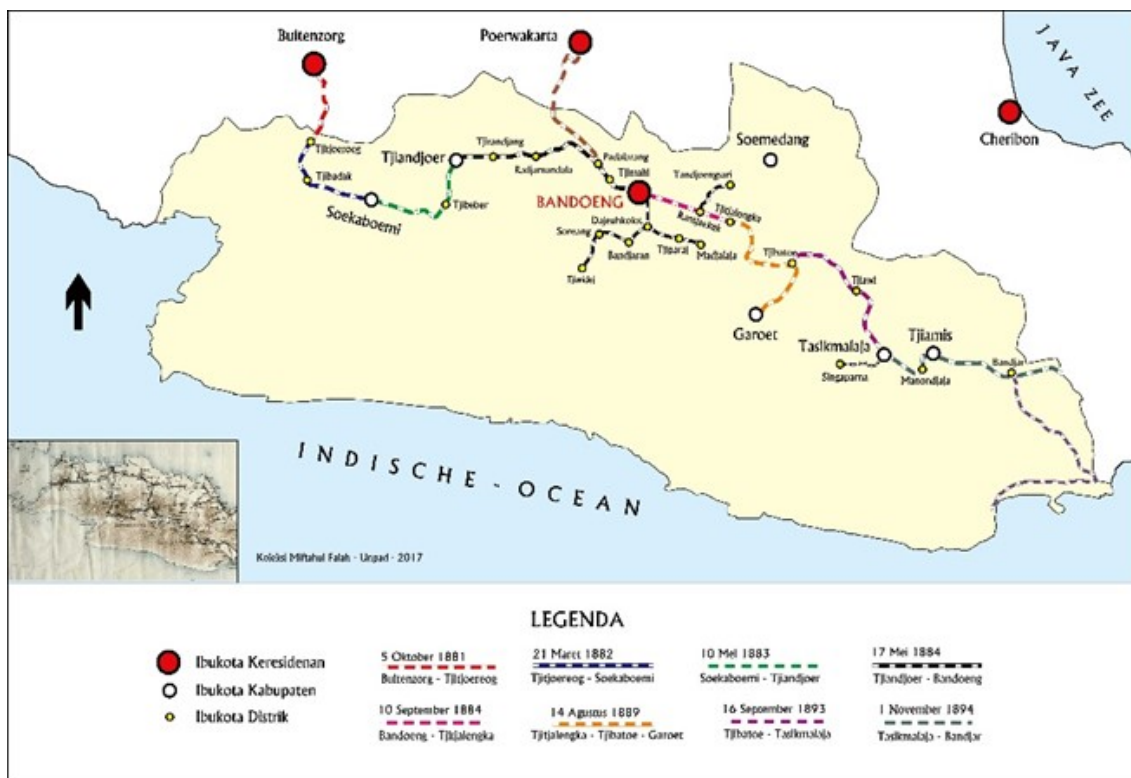 Buitenzorg
Poerwakarta
JAVA ZEE
Cheribon
Soemedang
Tjitjoeroeg
Tjiandjoer
Tjirandjang
Radjamandala
Padalarang
Tjimahi
Tandjoengsari
Tjibadak
Soekaboemi
Tjibeber
BANDOENG
Rantjaekek
Tjitjalengka
Dajeuhkolot
Soreang
Bandjaran
Tjiparaj
Madjalaja
Tjiwidej
Tjibatoe
Tjiawi
Garoet
Tasikmalaja
Tjiamis
Singaparna
Manondjaja
Bandjar
INDISCHE - OCEAN
Koleksi Miftahul Falah - Unpad - 2017
LEGENDA
Ibukota Keresidenan
Ibukota Kabupaten
Ibukota Distrik
5 Oktober 1881
Buitenzorg - Tjitjoeroeg
21 Maret 1882
Tjitjoeroeg - Soekaboemi
10 Mei 1883
Soekaboemi - Tjiandjoer
17 Mei 1884
Tjiandjoer - Bandoeng
10 September 1884
Bandoeng - Tjitjalengka
14 Agustus 1889
Tjitjalengka - Tjibatoe - Garoet
16 September 1893
Tjibatoe - Tasikmalaja
1 November 1894
Tasikmalaja - Bandjar